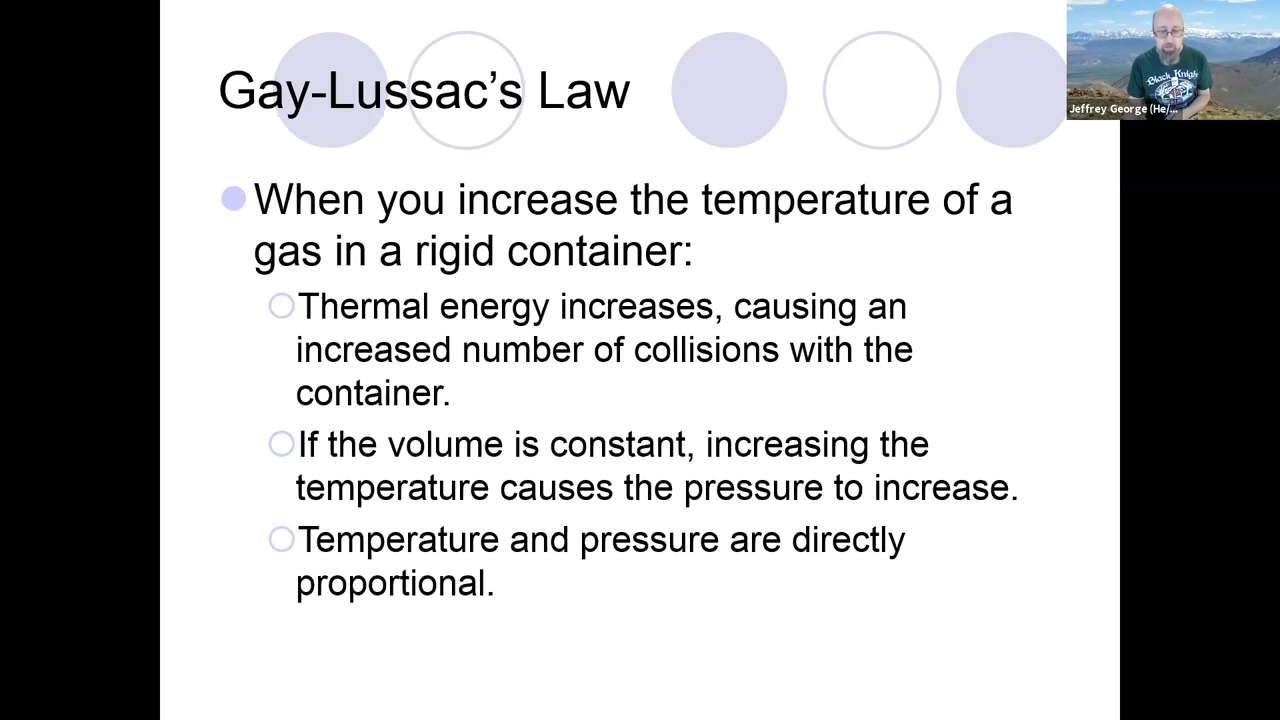 Gay-Lussac’s Law
When you increase the temperature of a
gas in a rigid container:
Thermal energy increases, causing an
increased number of collisions with the
container.
If the volume is constant, increasing the
temperature causes the pressure to increase.
Temperature and pressure are directly
proportional.
Black Knight
Jeffrey George (He/...